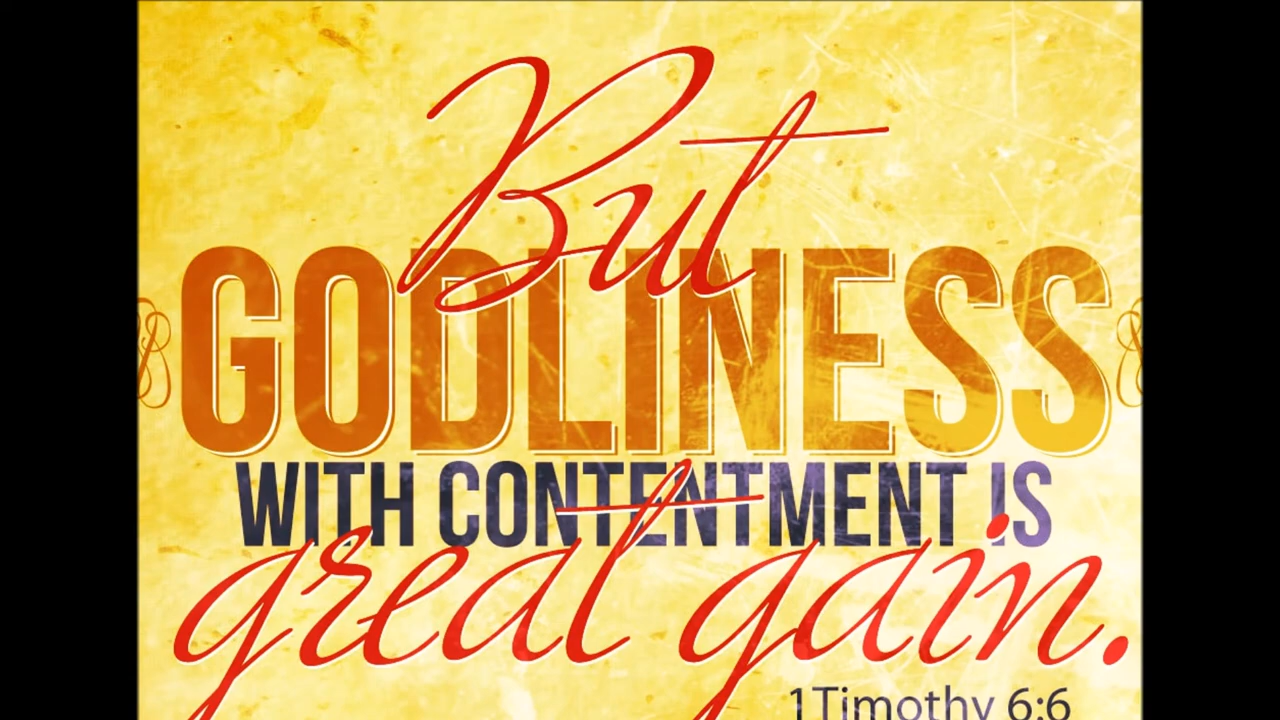 But
GODLINESS
WITH CONTENTMENT IS
great gain.
1Timothy 6:6